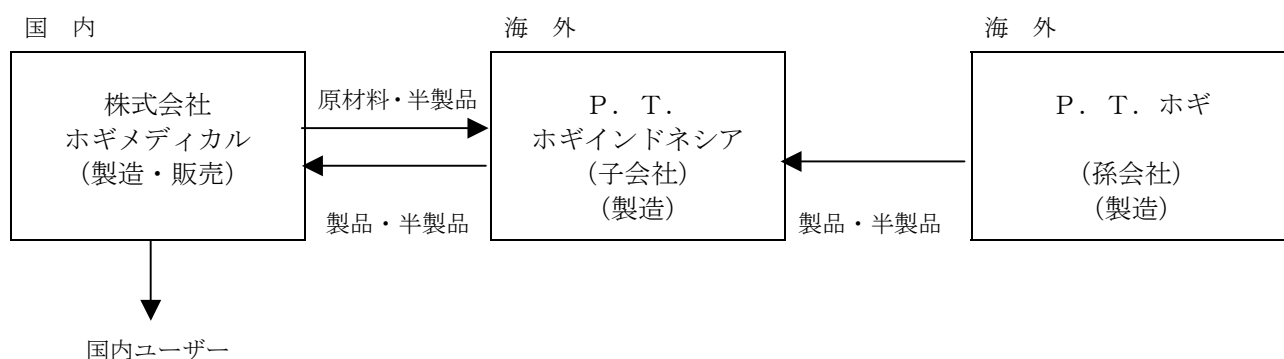 国　内
海　外
海　外
株式会社
ホギメディカル
（製造・販売）
原材料・半製品
製品・半製品
Ｐ．　Ｔ．
ホギインドネシア
（子会社）
（製造）
製品・半製品
Ｐ．　Ｔ．ホギ
（孫会社）
（製造）
国内ユーザー